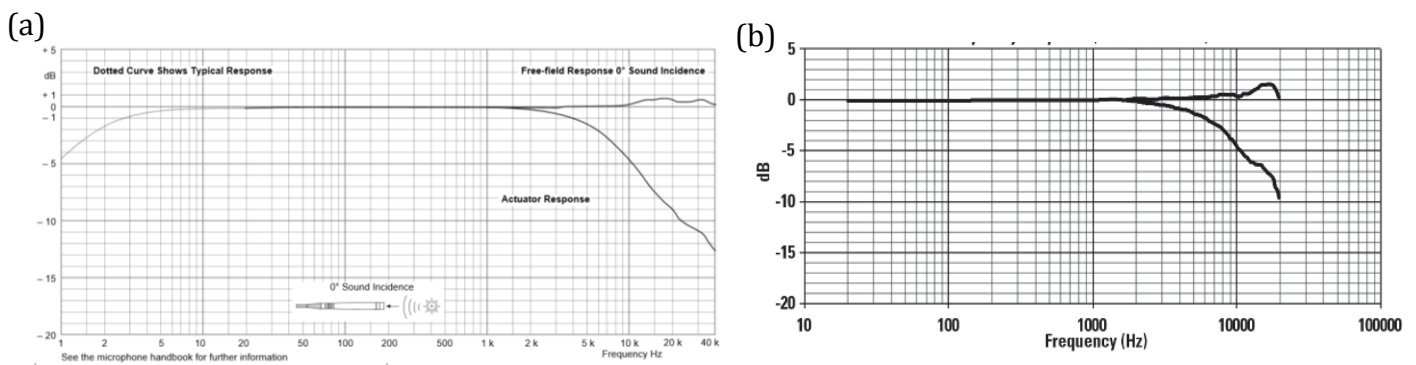 (a)
+ 5
dB
+ 1
0
– 1
– 5
– 10
– 15
– 20
Dotted Curve Shows Typical Response
Free-field Response 0° Sound Incidence
Actuator Response
0° Sound Incidence
1 2 5 10 20 50 100 200 500 1 k 2 k 5 k 10 k 20 k 40 k
See the microphone handbook for further information
Frequency Hz
(b)
5
0
-5
-10
-15
-20
dB
10 100 1000 10000 100000
Frequency (Hz)